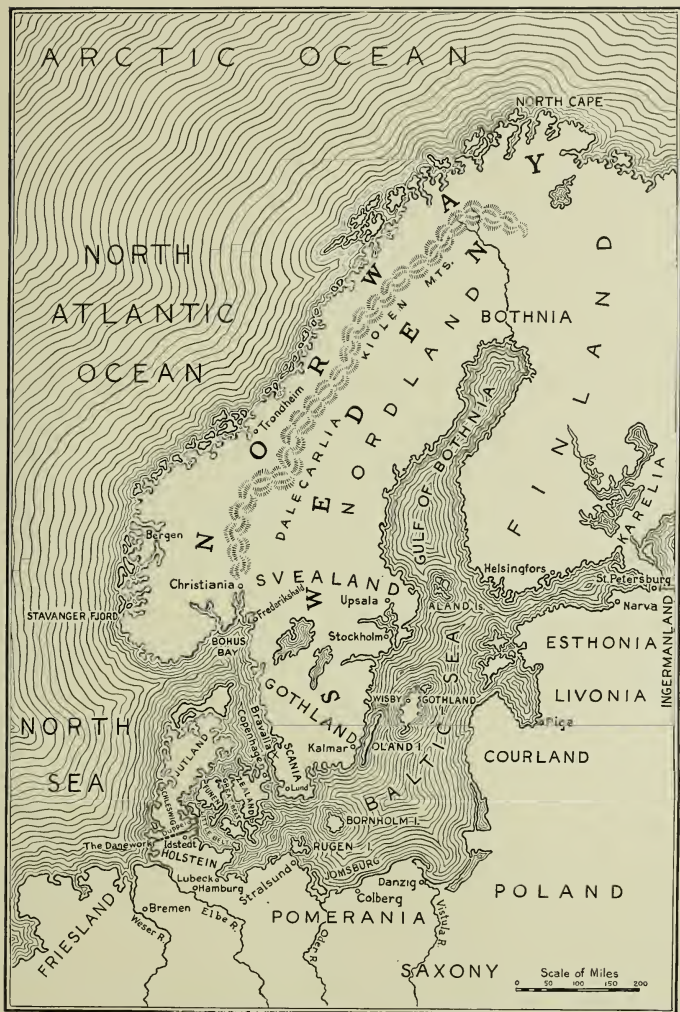 ARCTIC OCEAN
NORTH CAPE
NORWAY
NORTH
ATLANTIC
OCEAN
KIOLEN MTS.
SWEDEN
NORDLAND
BOTHNIA
FINLAND
Trondheim
DALECARLIA
GULF OF BOTHNIA
KARELIA
Bergen
Christiania
SVEALAND
Helsingfors
St. Petersburg
Frederikshald
Upsala
ALAND Is.
Narva
STAVANGER FJORD
BOHUS
BAY
Stockholm
ESTHONIA
INGERMANLAND
GOTHLAND
WISBY
GOTHLAND
LIVONIA
Riga
NORTH
SEA
Bravalla
Copenhagen
SCANIA
Kalmar
OLAND I.
BALTIC SEA
COURLAND
JUTLAND
Lund
ZEALAND
SCHLESWIG
BORNHOLM I.
The Danework
Idstedt
HOLSTEIN
RUGEN I.
JOMSBURG
Lubeck
Hamburg
Stralsund
Danzig
Colberg
POLAND
FRIESLAND
Bremen
Weser R.
Elbe R.
POMERANIA
Oder R.
Vistula R.
SAXONY
Scale of Miles
0 50 100 150 200